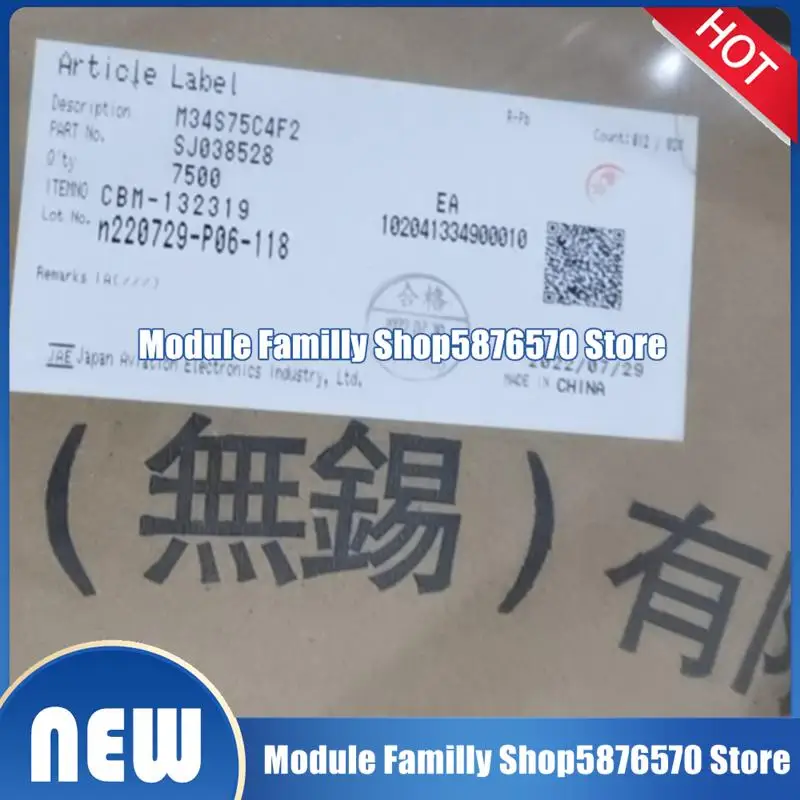 HOT
Article Label
Description M34S75C4F2
PART No. SJ038528
Q'ty 7500
ITEMNO CBM-132319
Lot No. n220729-P06-118
EA
102041334900010
合格
2022/07/29
MADE IN CHINA
JAE Japan Aviation Electronics Industry, Ltd.
Module Familly Shop5876570 Store
(無錫)有
NEW
Module Familly Shop5876570 Store